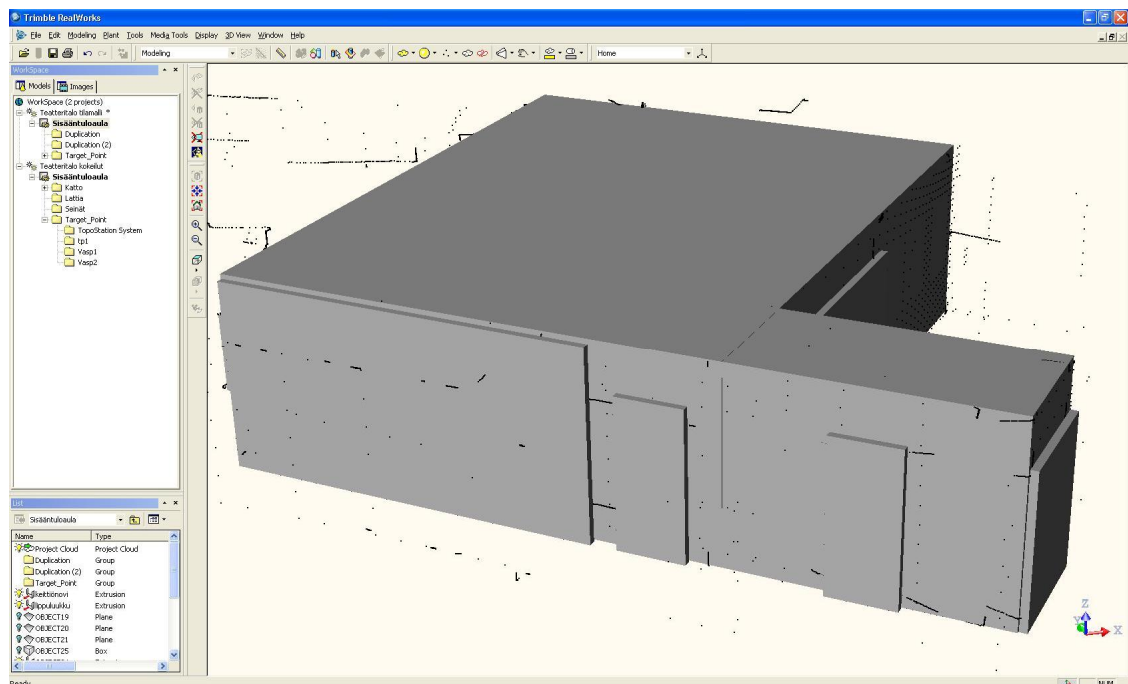 Trimble RealWorks
File Edit Modeling Plant Tools Media Tools Display 3D View Window Help
Modeling Home
WorkSpace
Models Images
WorkSpace (2 projects)
Teatteritalo tilamalli *
Sisääntuloaula
Duplication
Duplication (2)
Target_Point
Teatteritalo kokeilut
Sisääntuloaula
Katto
Lattia
Seinät
Target_Point
TopoStation System
tp1
Vasp1
Vasp2
List
Sisääntuloaula
Name Type
Project Cloud Project Cloud
Duplication Group
Duplication (2) Group
Target_Point Group
keittiönovi Extrusion
lippuluukku Extrusion
OBJECT19 Plane
OBJECT20 Plane
OBJECT21 Plane
OBJECT25 Box
Z
Y X
Ready NUM